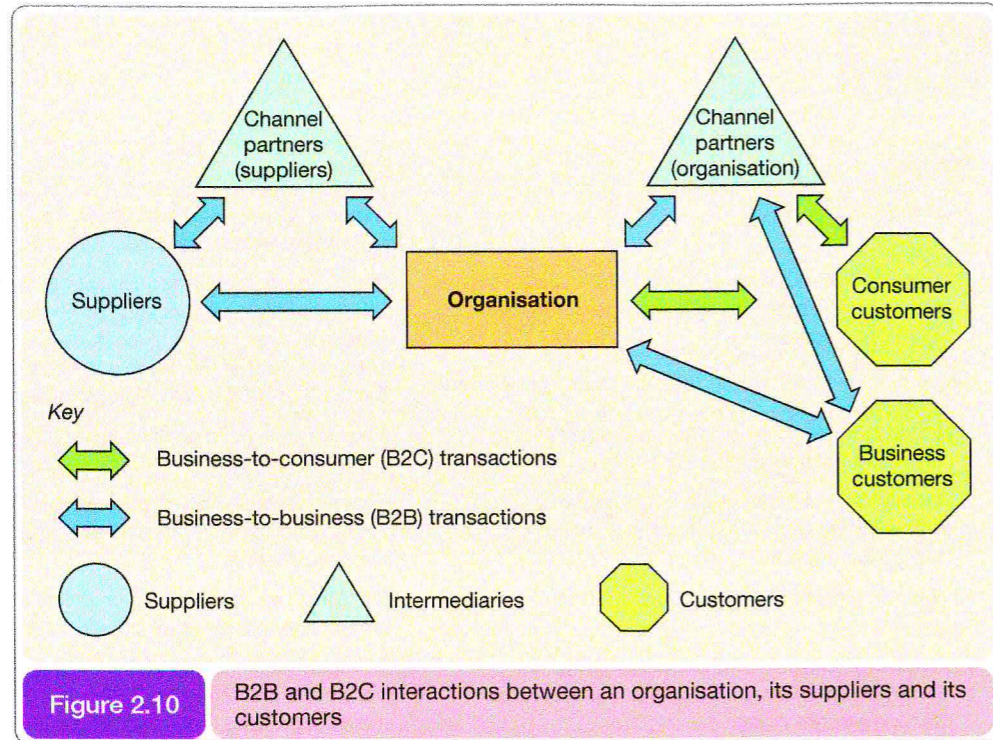 Channel
partners
(suppliers)
Channel
partners
(organisation)
Suppliers
Organisation
Consumer
customers
Business
customers
Key
Business-to-consumer (B2C) transactions
Business-to-business (B2B) transactions
Suppliers
Intermediaries
Customers
Figure 2.10
B2B and B2C interactions between an organisation, its suppliers and its
customers